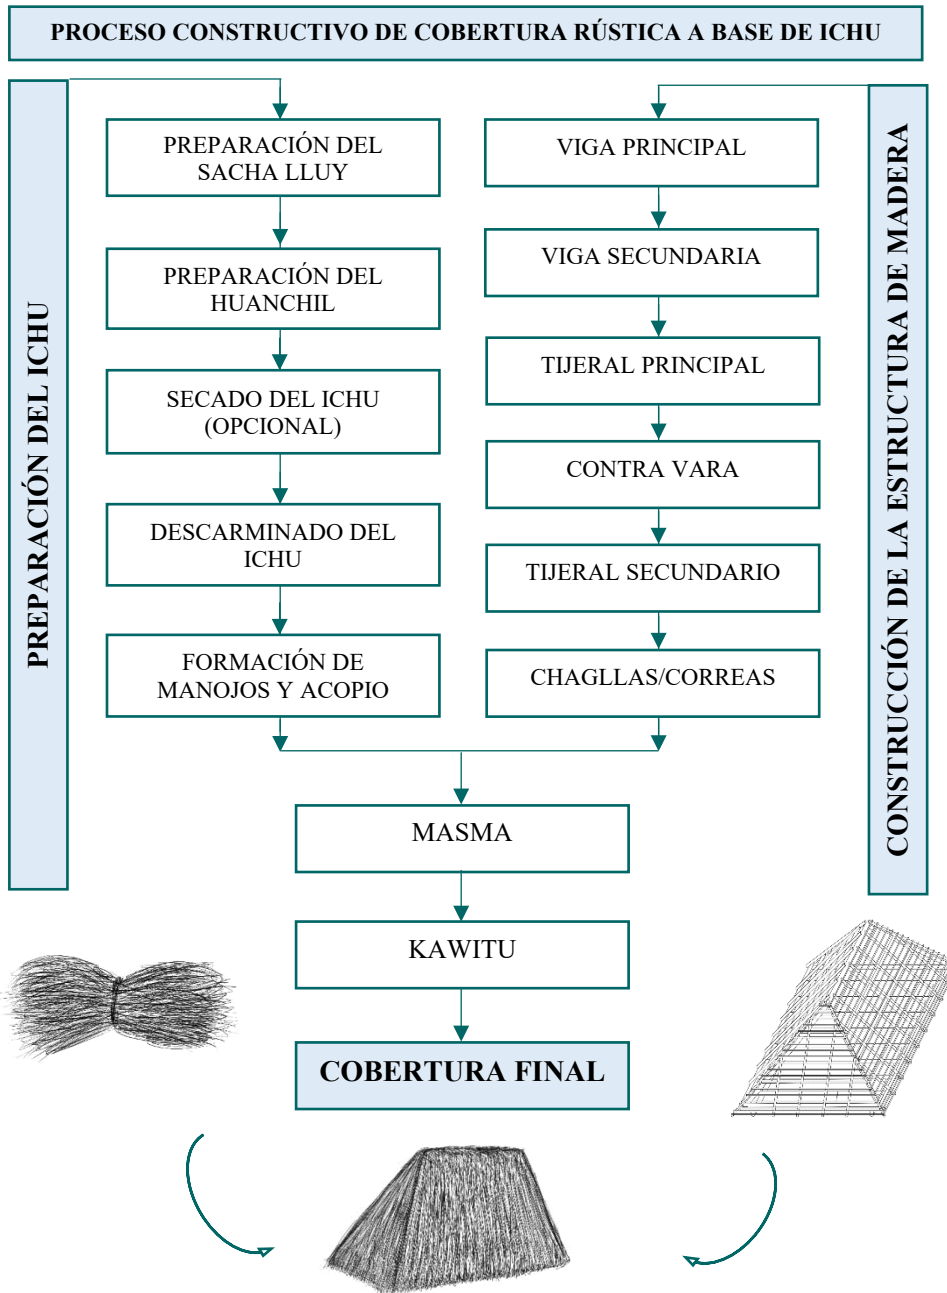 PROCESO CONSTRUCTIVO DE COBERTURA RÚSTICA A BASE DE ICHU
PREPARACIÓN DEL ICHU
PREPARACIÓN DEL
SACHA LLUY
PREPARACIÓN DEL
HUANCHIL
SECADO DEL ICHU
(OPCIONAL)
DESCARMINADO DEL
ICHU
FORMACIÓN DE
MANOJOS Y ACOPIO
CONSTRUCCIÓN DE LA ESTRUCTURA DE MADERA
VIGA PRINCIPAL
VIGA SECUNDARIA
TIJERAL PRINCIPAL
CONTRA VARA
TIJERAL SECUNDARIO
CHAGLLAS/CORREAS
MASMA
KAWITU
COBERTURA FINAL